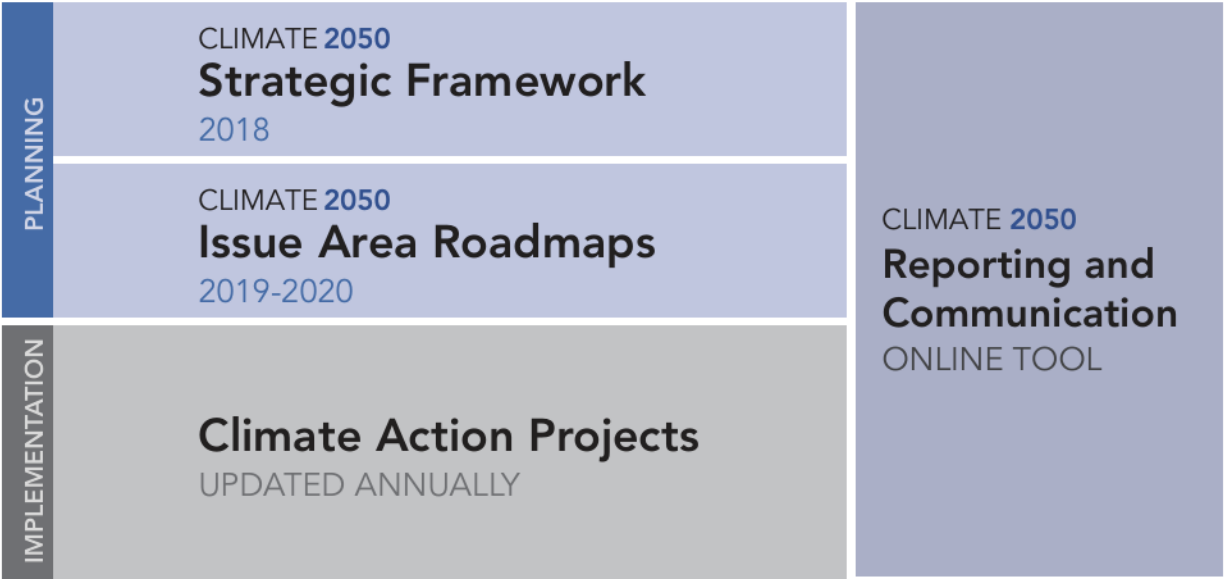 PLANNING
CLIMATE 2050
Strategic Framework
2018
CLIMATE 2050
Issue Area Roadmaps
2019-2020
IMPLEMENTATION
Climate Action Projects
UPDATED ANNUALLY
CLIMATE 2050
Reporting and
Communication
ONLINE TOOL